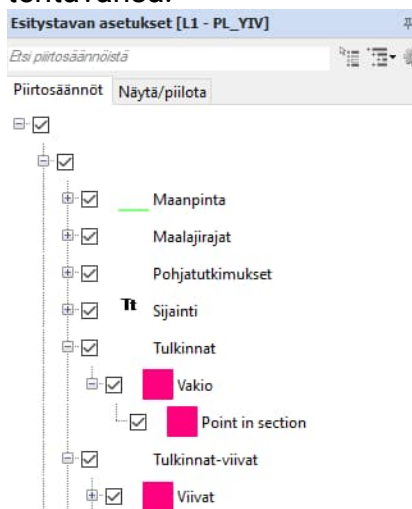 Esitystavan asetukset [L1 - PL_YIV]
Etsi piirtosäännöistä
Piirtosäännöt Näytä/piilota
Maanpinta
Maalajirajat
Pohjatutkimukset
Tt Sijainti
Tulkinnat
Vakio
Point in section
Tulkinnat-viivat
Viivat